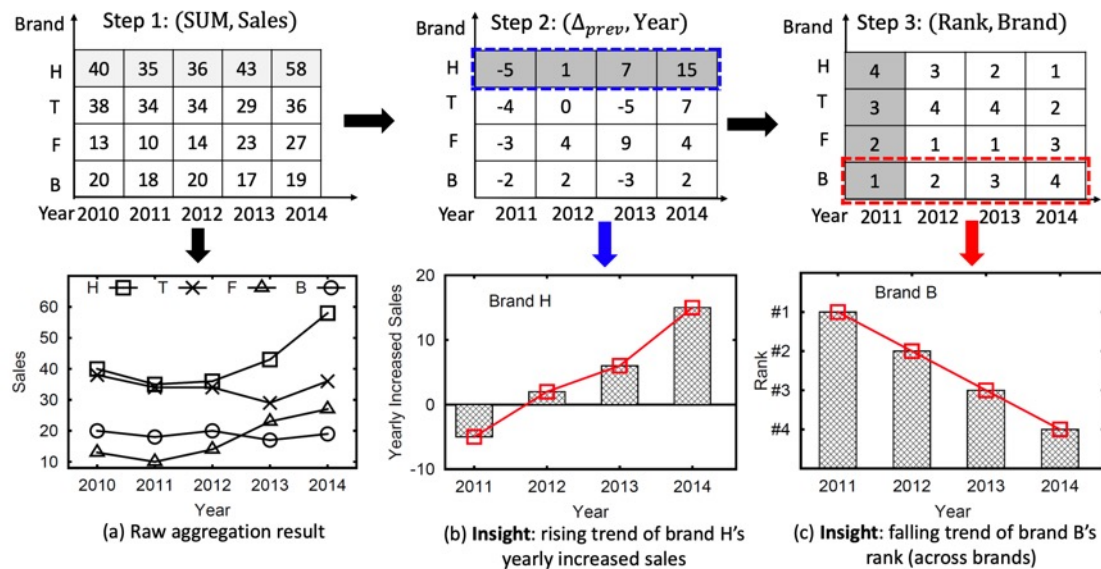 Brand Step 1: (SUM, Sales)
H 40 35 36 43 58
T 38 34 34 29 36
F 13 10 14 23 27
B 20 18 20 17 19
Year 2010 2011 2012 2013 2014
Brand Step 2: (Δprev, Year)
H -5 1 7 15
T -4 0 -5 7
F -3 4 9 4
B -2 2 -3 2
Year 2011 2012 2013 2014
Brand Step 3: (Rank, Brand)
H 4 3 2 1
T 3 4 4 2
F 2 1 1 3
B 1 2 3 4
Year 2011 2012 2013 2014
H T F B
60
50
40
30
20
10
Sales
2010 2011 2012 2013 2014
Year
(a) Raw aggregation result
20
10
0
-10
Yearly Increased Sales
Brand H
2011 2012 2013 2014
Year
(b) Insight: rising trend of brand H's
yearly increased sales
#1
#2
#3
#4
Rank
Brand B
2011 2012 2013 2014
Year
(c) Insight: falling trend of brand B's
rank (across brands)